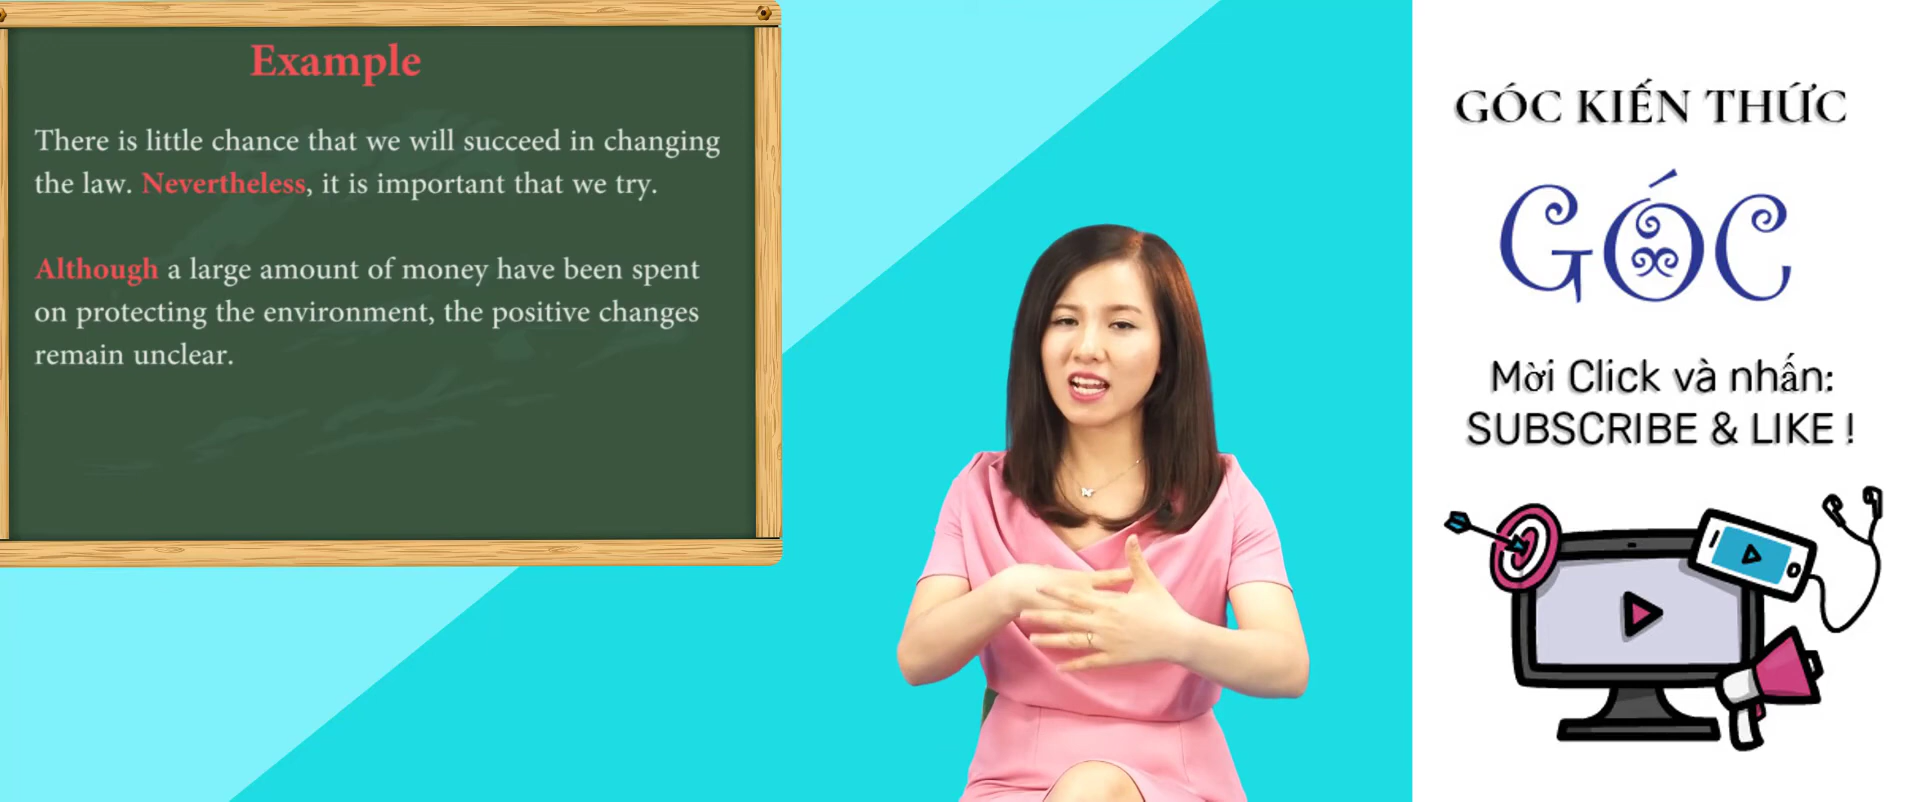 Example
There is little chance that we will succeed in changing
the law. Nevertheless, it is important that we try.
Although a large amount of money have been spent
on protecting the environment, the positive changes
remain unclear.
GÓC KIẾN THỨC
GÓC
Mời Click và nhấn:
SUBSCRIBE & LIKE !